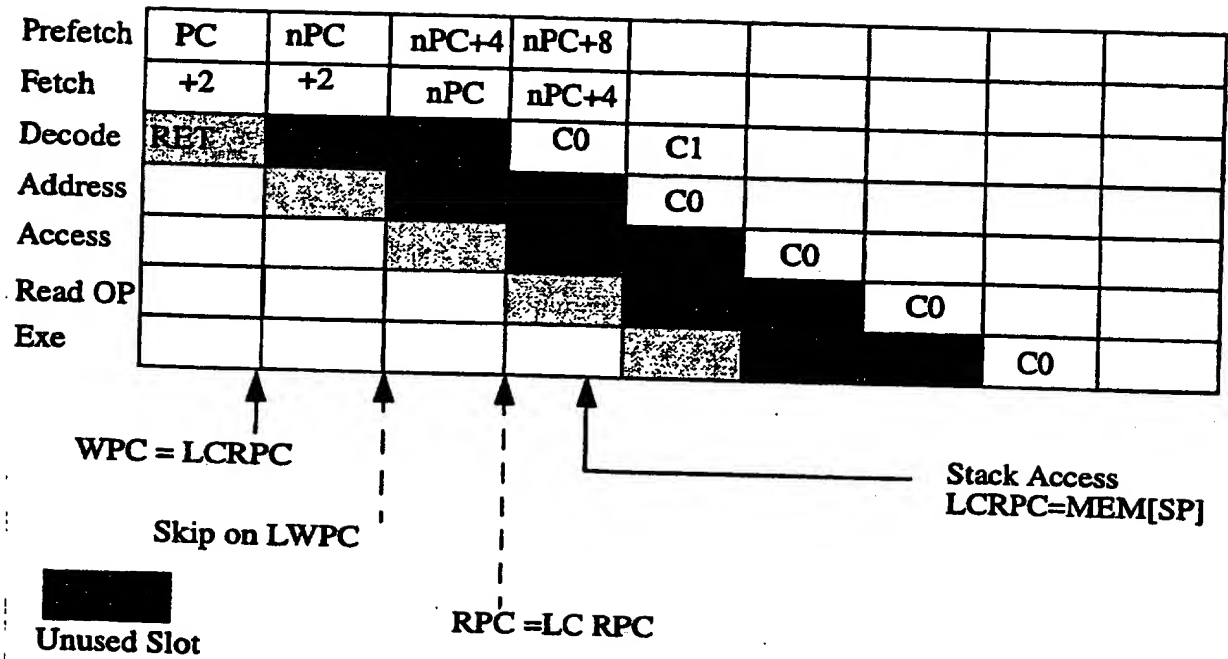 Prefetch PC nPC nPC+4 nPC+8
Fetch +2 +2 nPC nPC+4
Decode RET C0 C1
Address C0
Access C0
Read OP C0
Exe C0
WPC = LCRPC
Stack Access
LCRPC=MEM[SP]
Skip on LWPC
RPC =LC RPC
Unused Slot